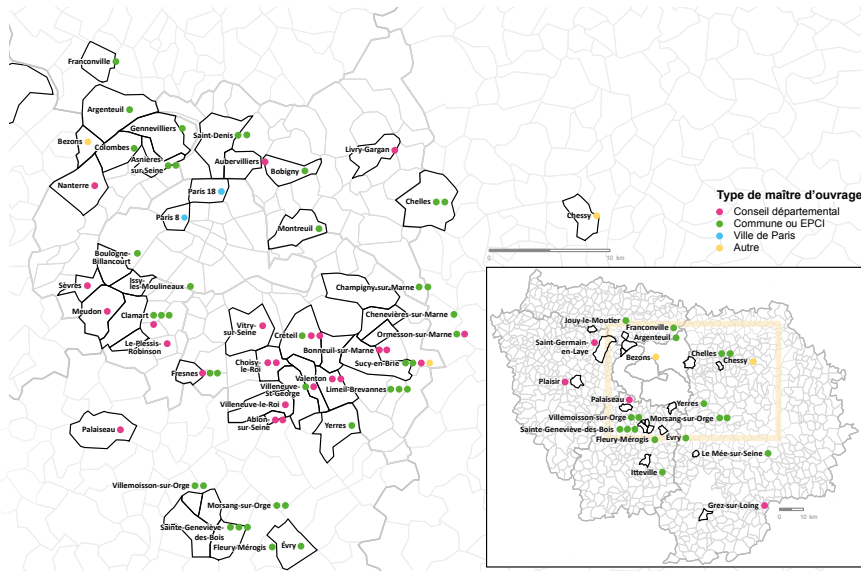 Franconville
Argenteuil
Gennevilliers
Saint-Denis
Bezons
Colombes
Asnières
-sur-Seine
Aubervilliers
Livry-Gargan
Bobigny
Nanterre
Paris 18
Chelles
Paris 8
Montreuil
Chessy
Type de maître d'ouvrage
Conseil départemental
Commune ou EPCI
Ville de Paris
Autre
10 km
Boulogne-
Billancourt
Sèvres
Issy-
les-Moulineaux
Champigny-sur-Marne
Meudon
Clamart
Chenevières-sur-Marne
Vitry-
sur-Seine
Créteil
Ormesson-sur-Marne
Le-Plessis-
Robinson
Bonneuil-sur-Marne
Choisy-
le-Roi
Sucy-en-Brie
Fresnes
Valenton
Villeneuve-
St-George
Limeil-Brevannes
Villeneuve-le-Roi
Ablon-
sur-Seine
Yerres
Palaiseau
Villemoisson-sur-Orge
Morsang-sur-Orge
Sainte-Geneviève-
des-Bois
Fleury-Mérogis
Évry
Jouy-le-Moutier
Franconville
Argenteuil
Saint-Germain-
en-Laye
Bezons
Chelles
Chessy
Plaisir
Palaiseau
Yerres
Villemoisson-sur-Orge
Morsang-sur-Orge
Sainte-Geneviève-des-Bois
Fleury-Mérogis
Évry
Le Mée-sur-Seine
Itteville
Grez-sur-Loing
10 km